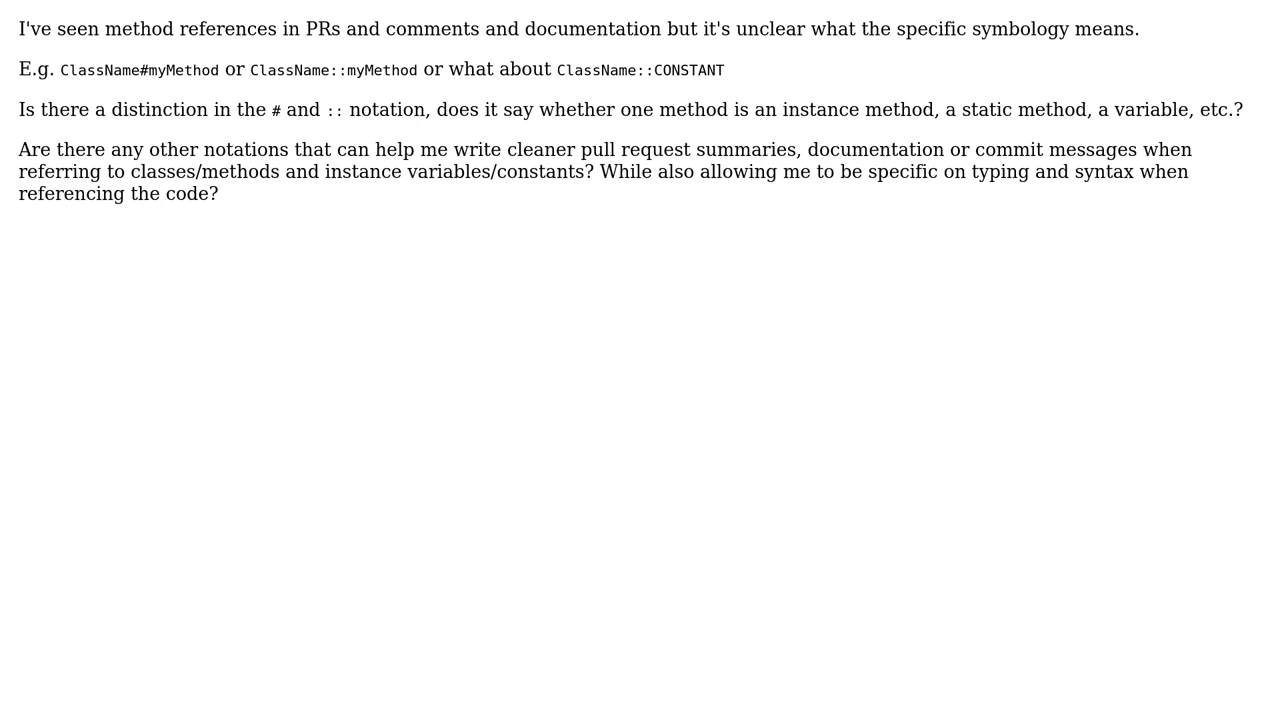 I've seen method references in PRs and comments and documentation but it's unclear what the specific symbology means.
E.g. ClassName#myMethod or ClassName::myMethod or what about ClassName::CONSTANT
Is there a distinction in the # and :: notation, does it say whether one method is an instance method, a static method, a variable, etc.?
Are there any other notations that can help me write cleaner pull request summaries, documentation or commit messages when
referring to classes/methods and instance variables/constants? While also allowing me to be specific on typing and syntax when
referencing the code?